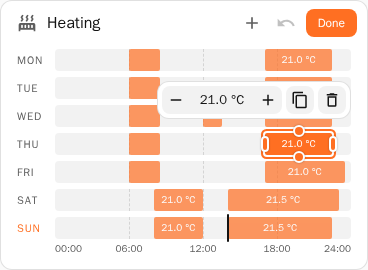 Heating
Done
MON 21.0 °C
TUE
21.0 °C
WED
THU 21.0 °C
FRI 21.0 °C
SAT 21.0 °C 21.5 °C
SUN 21.0 °C 21.5 °C
00:00 06:00 12:00 18:00 24:00